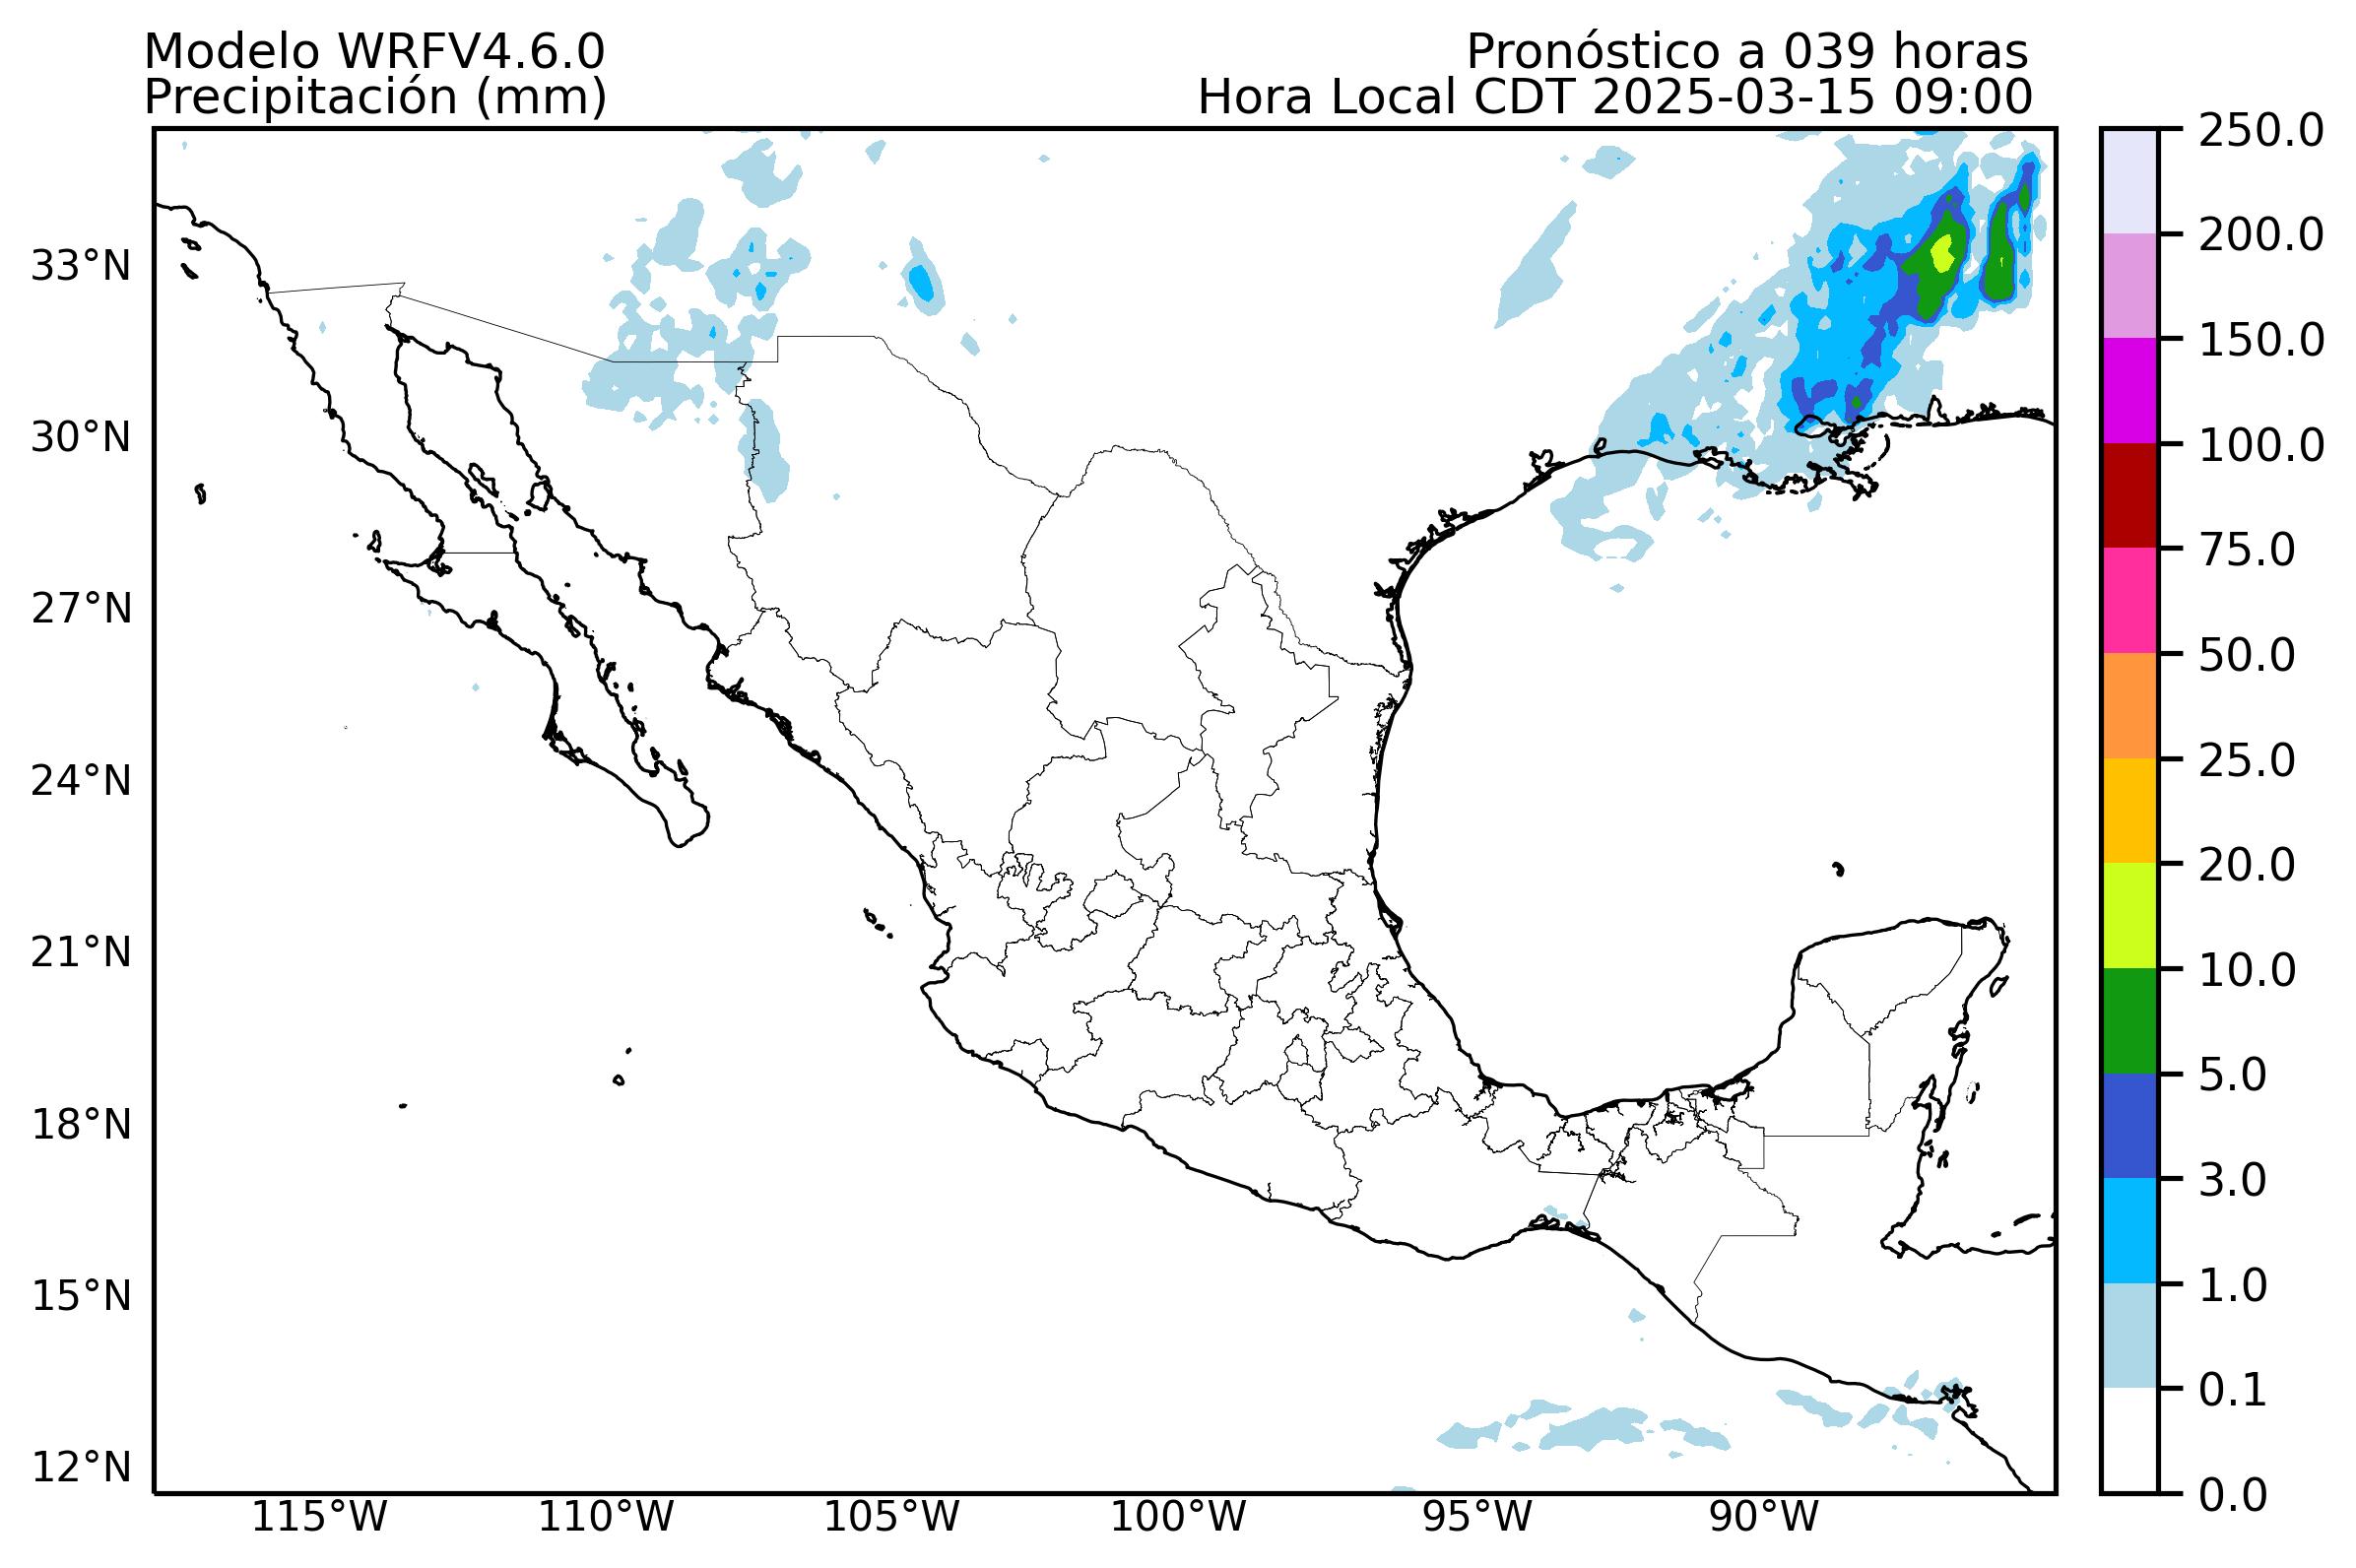 Modelo WRFV4.6.0
Precipitación (mm)
Pronóstico a 039 horas
Hora Local CDT 2025-03-15 09:00
33°N
30°N
27°N
24°N
21°N
18°N
15°N
12°N
115°W
110°W
105°W
100°W
95°W
90°W
250.0
200.0
150.0
100.0
75.0
50.0
25.0
20.0
10.0
5.0
3.0
1.0
0.1
0.0